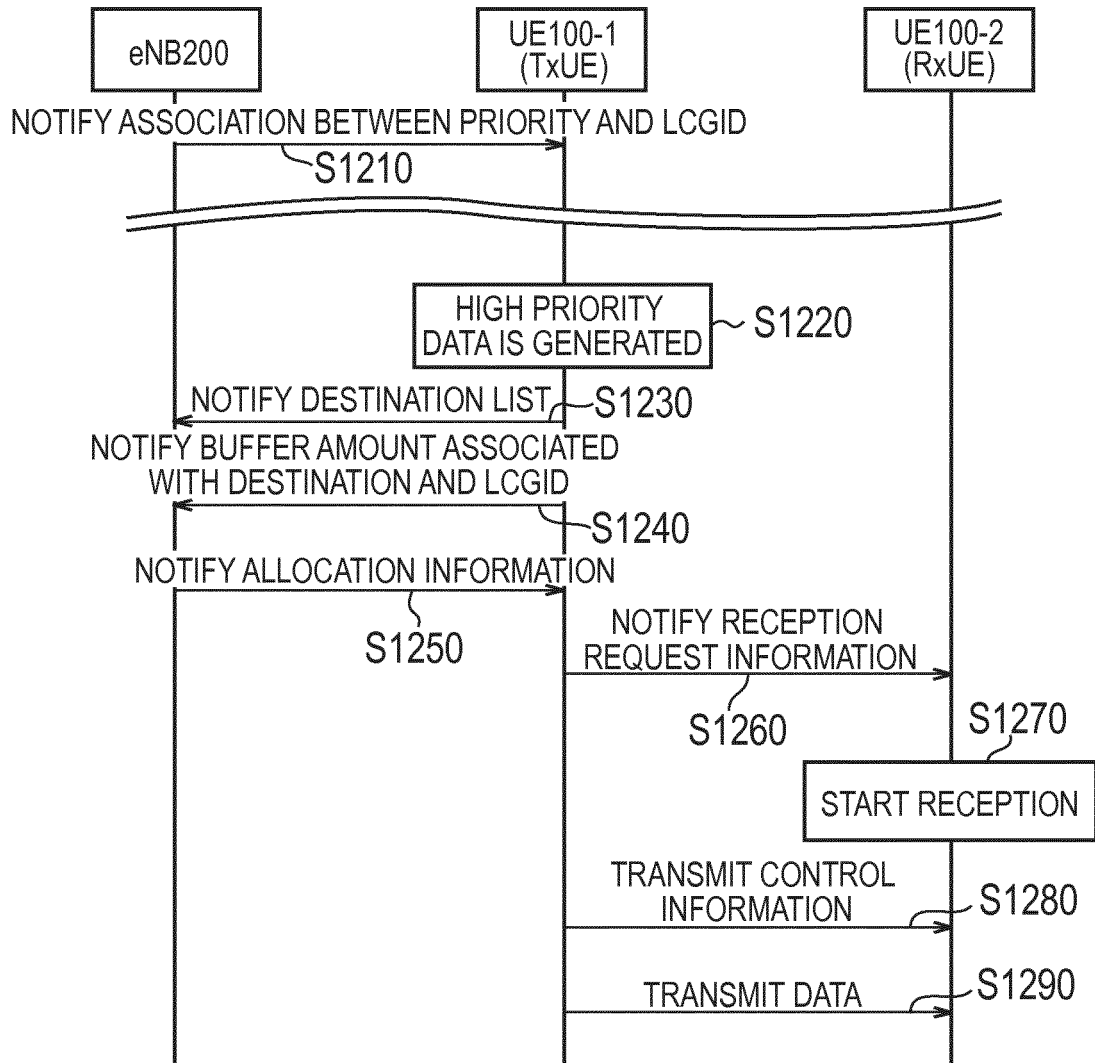 eNB200
UE100-1
(TxUE)
UE100-2
(RxUE)
NOTIFY ASSOCIATION BETWEEN PRIORITY AND LCGID
S1210
HIGH PRIORITY
DATA IS GENERATED
S1220
NOTIFY DESTINATION LIST
S1230
NOTIFY BUFFER AMOUNT ASSOCIATED
WITH DESTINATION AND LCGID
S1240
NOTIFY ALLOCATION INFORMATION
S1250
NOTIFY RECEPTION
REQUEST INFORMATION
S1260
S1270
START RECEPTION
TRANSMIT CONTROL
INFORMATION
S1280
TRANSMIT DATA
S1290